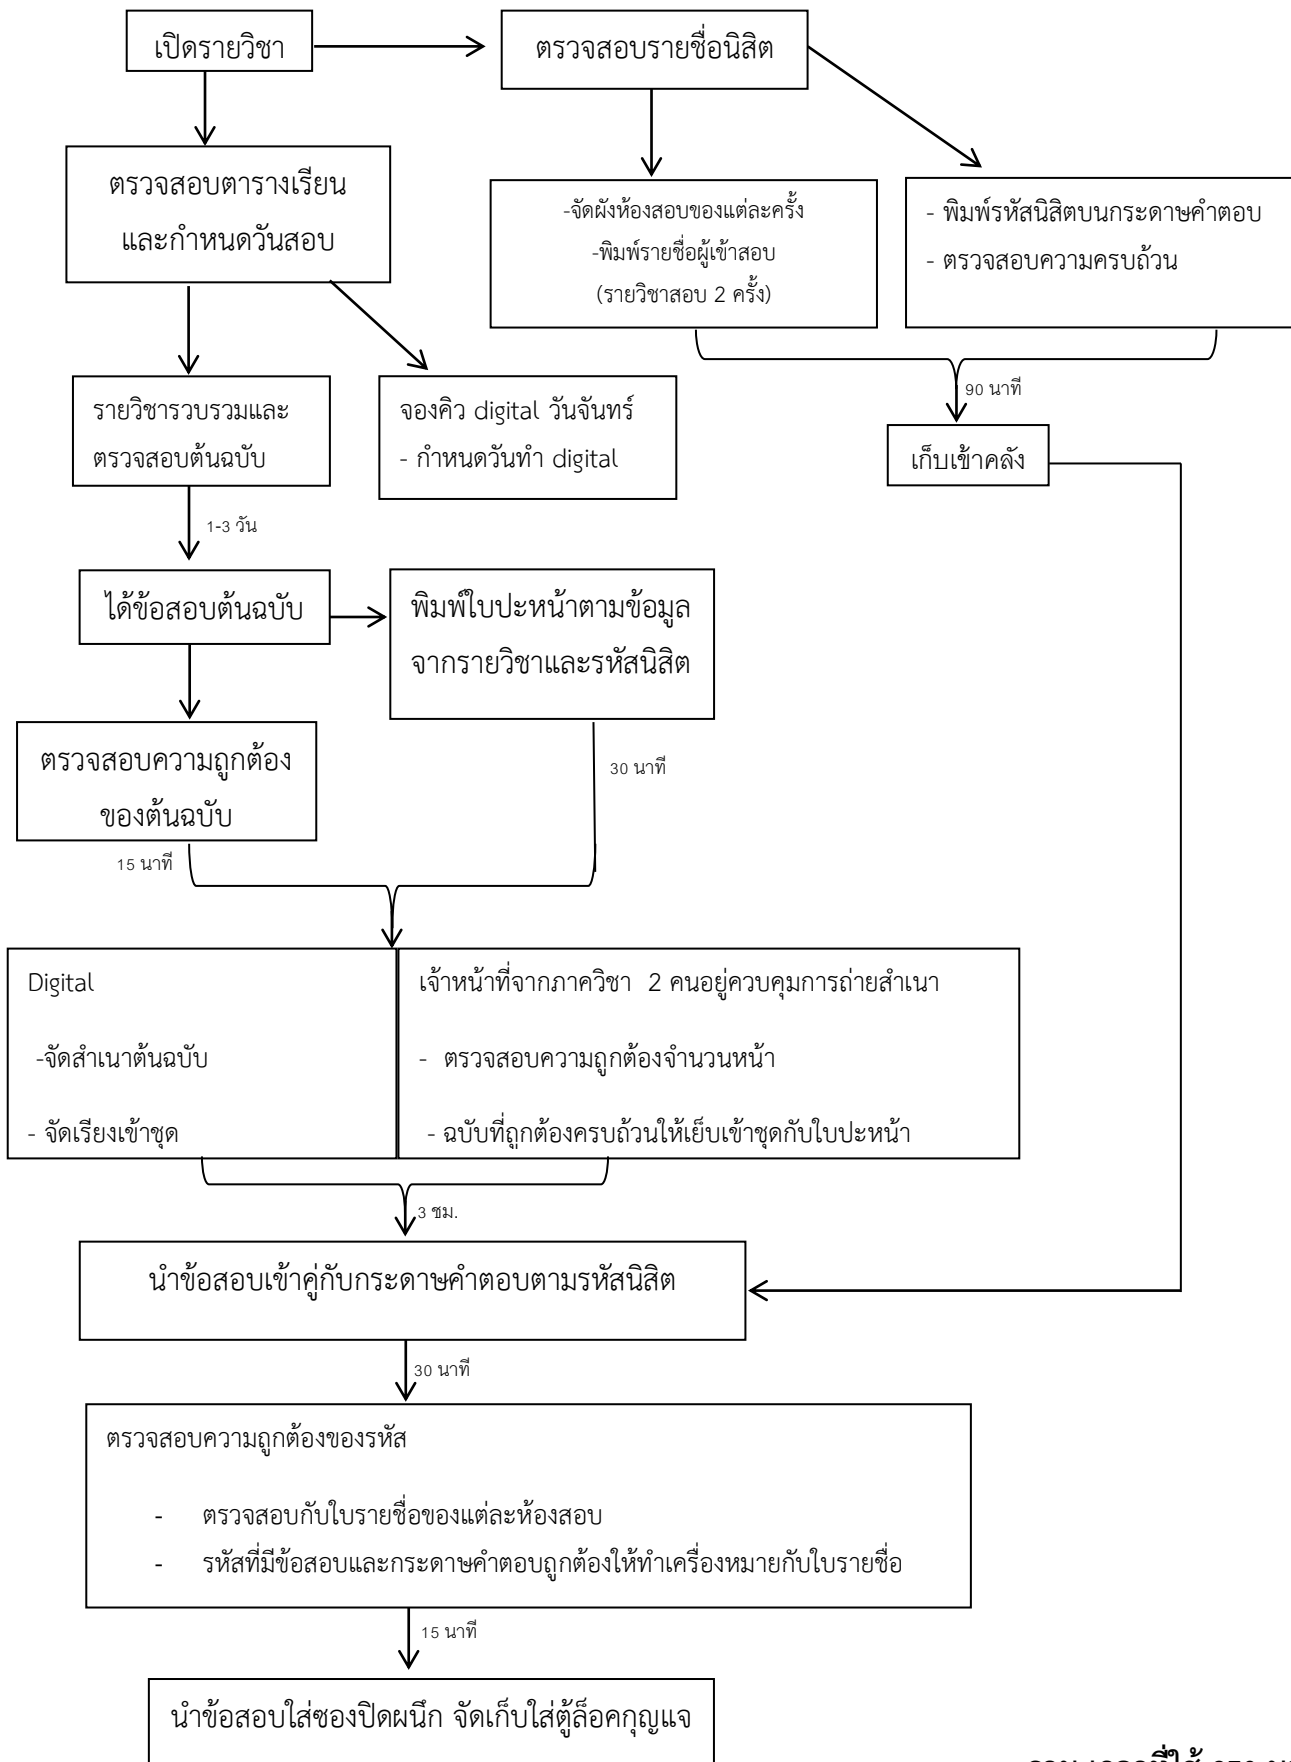 เปิดรายวิชา
ตรวจสอบรายชื่อนิสิต
ตรวจสอบตารางเรียน
และกำหนดวันสอบ
-จัดผังห้องสอบของแต่ละครั้ง
-พิมพ์รายชื่อผู้เข้าสอบ
(รายวิชาสอบ 2 ครั้ง)
- พิมพ์รหัสนิสิตบนกระดาษคำตอบ
- ตรวจสอบความครบถ้วน
90 นาที
รายวิชารวบรวมและ
ตรวจสอบต้นฉบับ
จองคิว digital วันจันทร์
- กำหนดวันทำ digital
เก็บเข้าคลัง
1-3 วัน
ได้ข้อสอบต้นฉบับ
พิมพ์ใบปะหน้าตามข้อมูล
จากรายวิชาและรหัสนิสิต
ตรวจสอบความถูกต้อง
ของต้นฉบับ
30 นาที
15 นาที
Digital
-จัดสำเนาต้นฉบับ
- จัดเรียงเข้าชุด
เจ้าหน้าที่จากภาควิชา 2 คนอยู่ควบคุมการถ่ายสำเนา
- ตรวจสอบความถูกต้องจำนวนหน้า
- ฉบับที่ถูกต้องครบถ้วนให้เย็บเข้าชุดกับใบปะหน้า
3 ชม.
นำข้อสอบเข้าคู่กับกระดาษคำตอบตามรหัสนิสิต
30 นาที
ตรวจสอบความถูกต้องของรหัส
- ตรวจสอบกับใบรายชื่อของแต่ละห้องสอบ
- รหัสที่มีข้อสอบและกระดาษคำตอบถูกต้องให้ทำเครื่องหมายกับใบรายชื่อ
15 นาที
นำข้อสอบใส่ซองปิดผนึก จัดเก็บใส่ตู้ล็อคกุญแจ